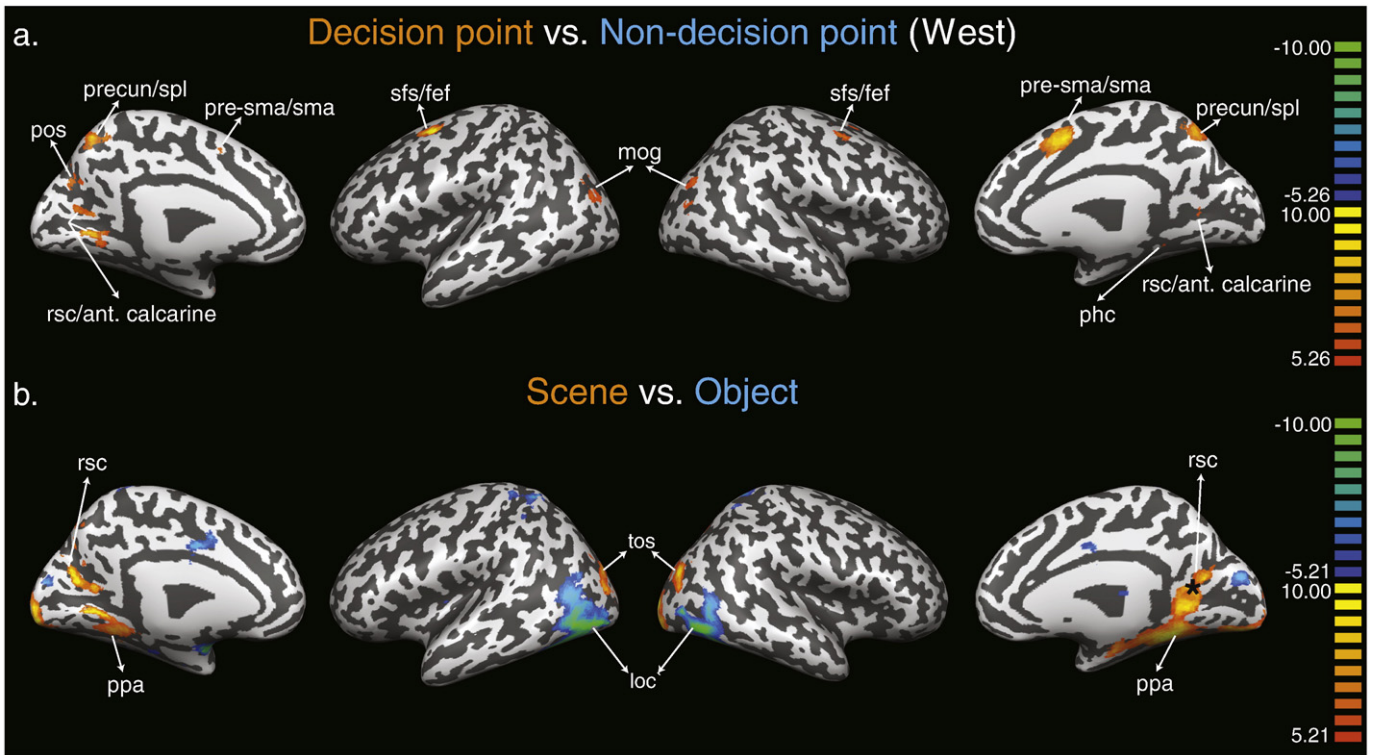 a.
Decision point vs. Non-decision point (West)
precun/spl
pre-sma/sma
pos
rsc/ant. calcarine
sfs/fef
mog
sfs/fef
pre-sma/sma
precun/spl
rsc/ant. calcarine
phc
-10.00
-5.26
10.00
5.26
b.
Scene vs. Object
rsc
ppa
tos
loc
rsc
*
ppa
-10.00
-5.21
10.00
5.21